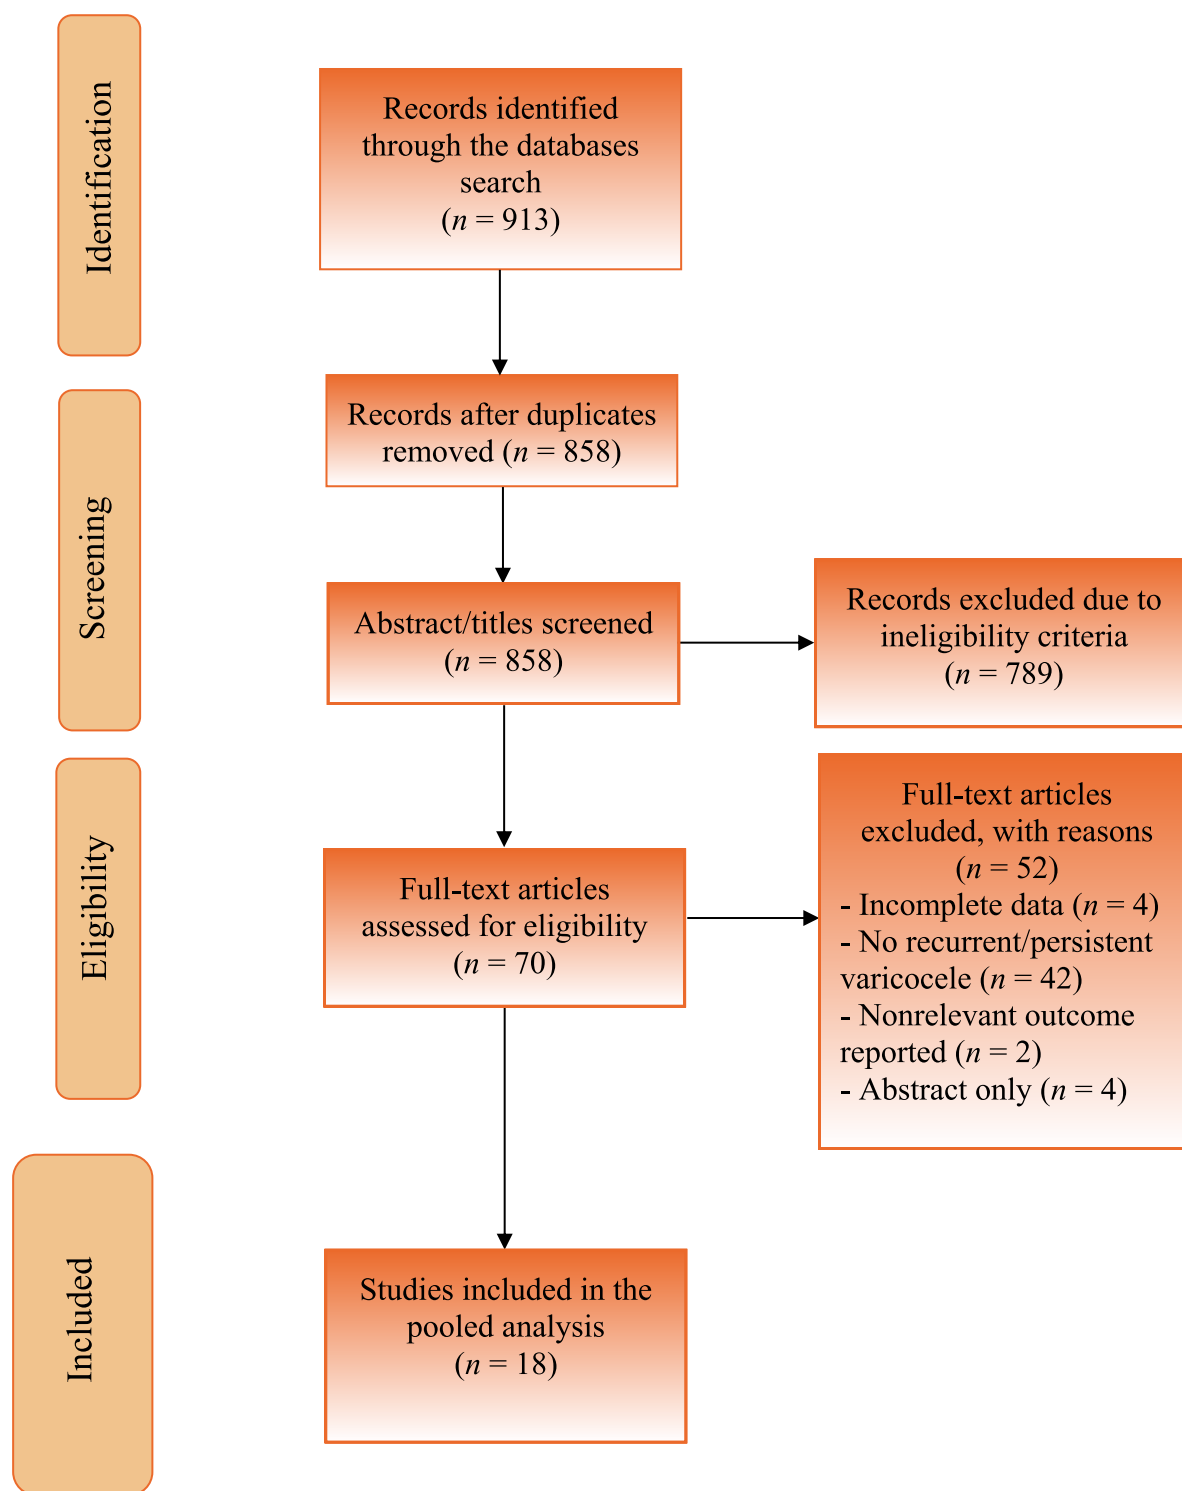 Identification
Records identified
through the databases
search
(n = 913)
Records after duplicates
removed (n = 858)
Screening
Abstract/titles screened
(n = 858)
Records excluded due to
ineligibility criteria
(n = 789)
Eligibility
Full-text articles
assessed for eligibility
(n = 70)
Full-text articles
excluded, with reasons
(n = 52)
- Incomplete data (n = 4)
- No recurrent/persistent
varicocele (n = 42)
- Nonrelevant outcome
reported (n = 2)
- Abstract only (n = 4)
Included
Studies included in the
pooled analysis
(n = 18)